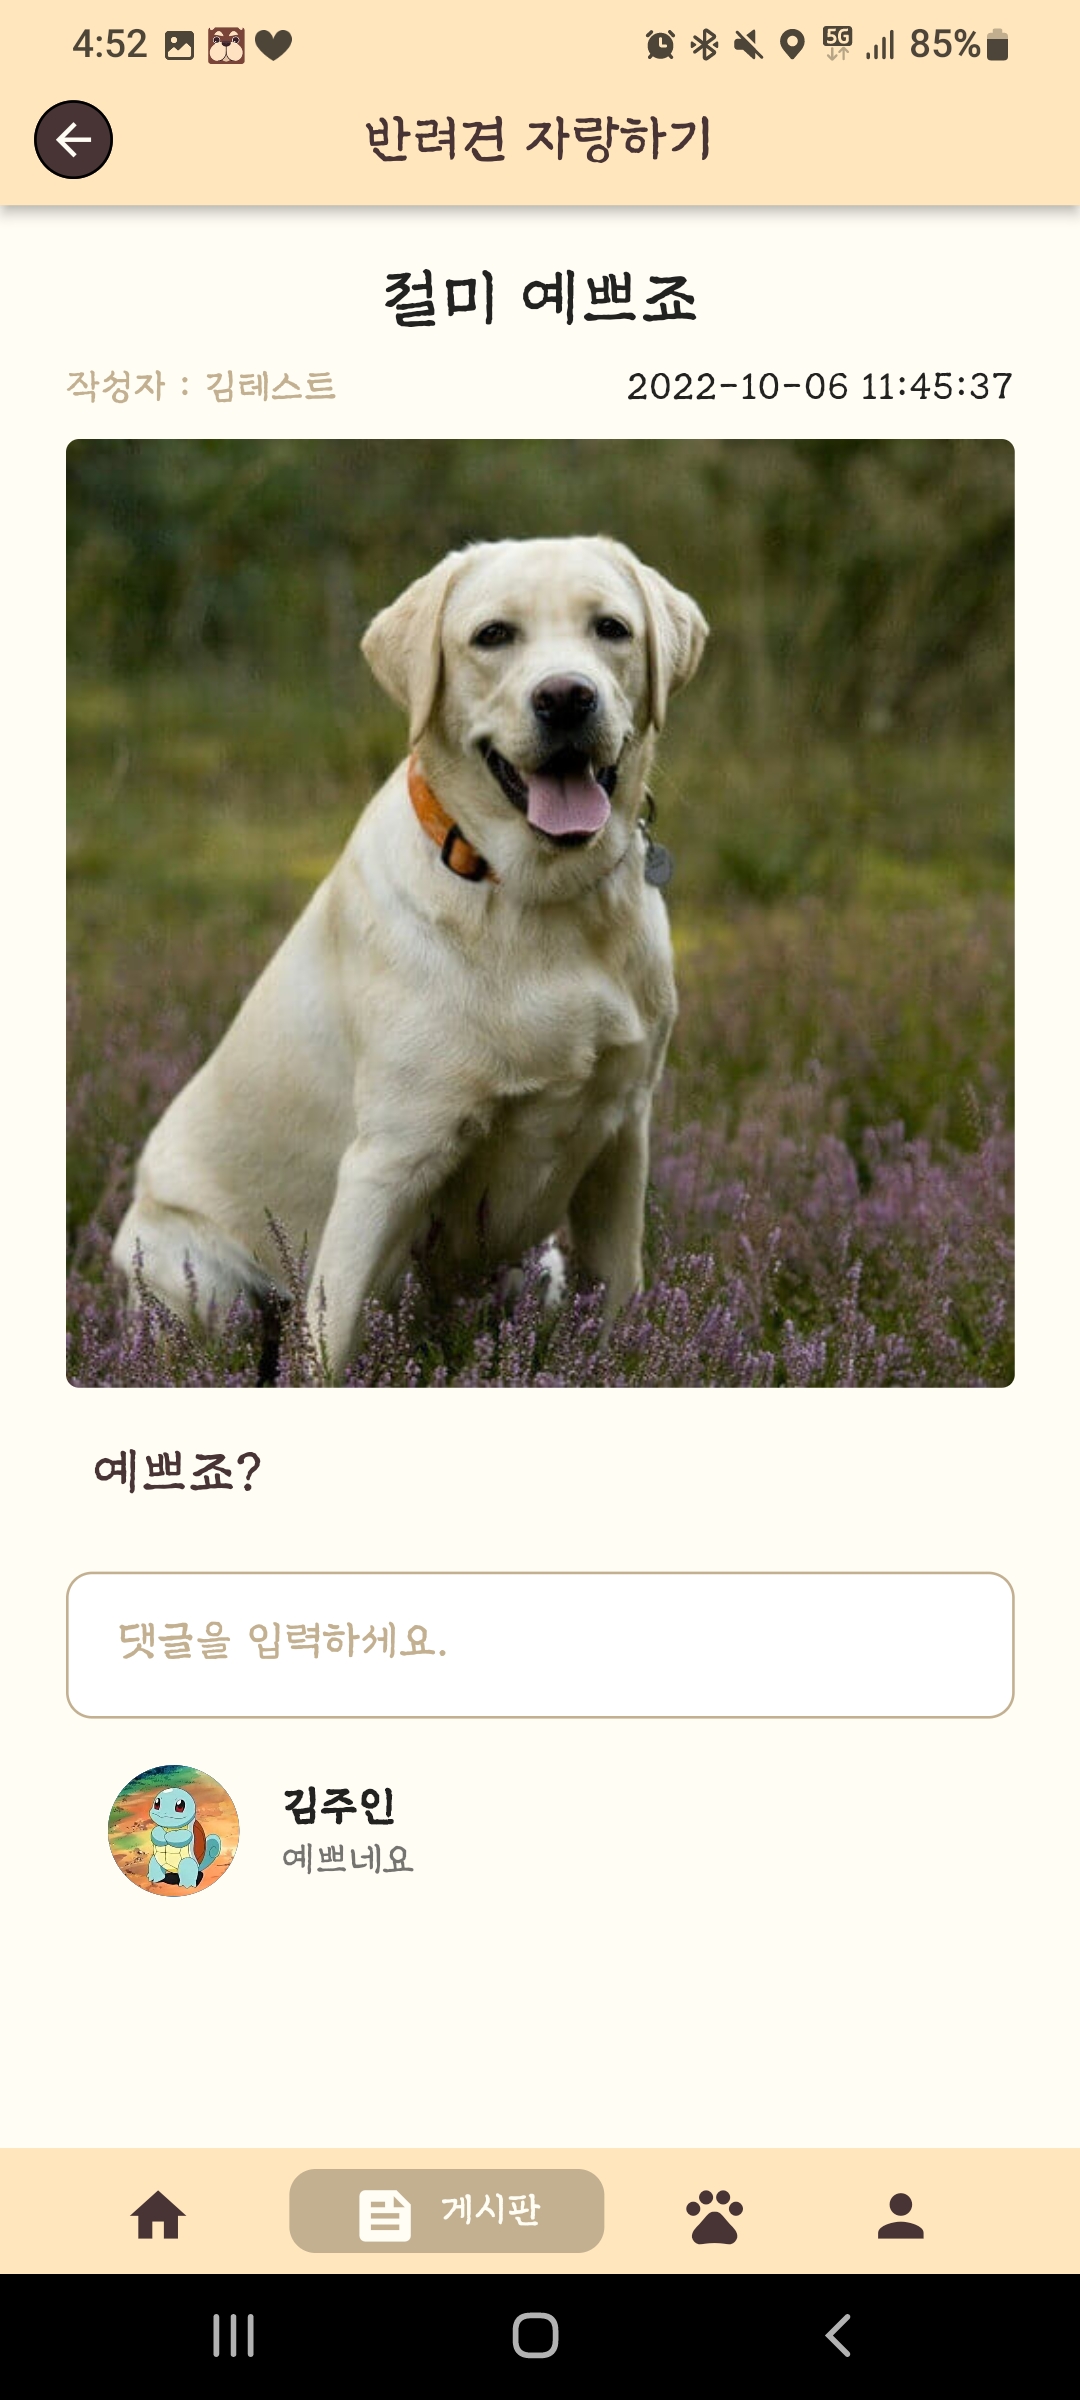 4:52
5G
85%
반려견 자랑하기
절미 예쁘죠
작성자 : 김테스트
2022-10-06 11:45:37
예쁘죠?
댓글을 입력하세요.
김주인
예쁘네요
게시판